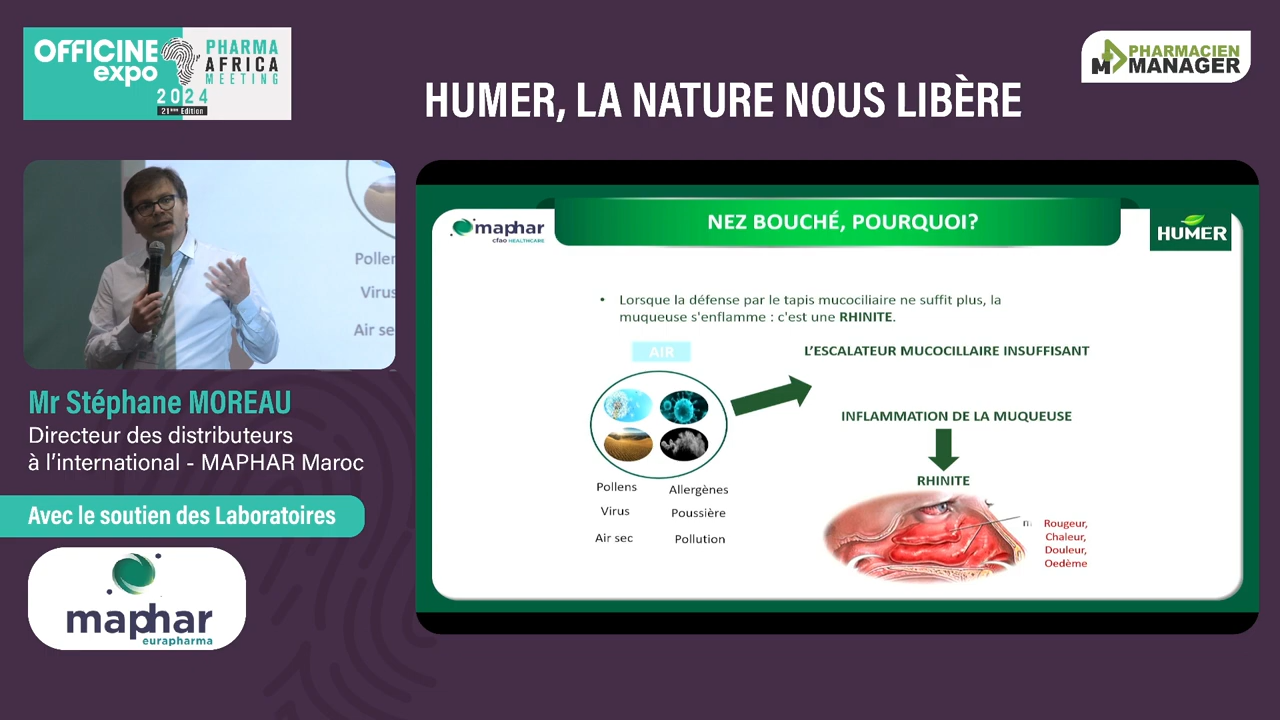 OFFICINE
expo
PHARMA
AFRICA
MEETING
2024
21ème Edition
PHARMACIEN
MANAGER
HUMER, LA NATURE NOUS LIBÈRE
Pollen
Virus
Air se
Mr Stéphane MOREAU
Directeur des distributeurs
à l'international - MAPHAR Maroc
Avec le soutien des Laboratoires
maphar
eurapharma
maphar
cfao HEALTHCARE
NEZ BOUCHÉ, POURQUOI?
HUMER
• Lorsque la défense par le tapis mucociliaire ne suffit plus, la
muqueuse s'enflamme : c'est une RHINITE.
AIR
L'ESCALATEUR MUCOCILLAIRE INSUFFISANT
INFLAMMATION DE LA MUQUEUSE
RHINITE
Pollens
Allergènes
Virus
Poussière
Air sec
Pollution
Rougeur,
Chaleur,
Douleur,
Oedème